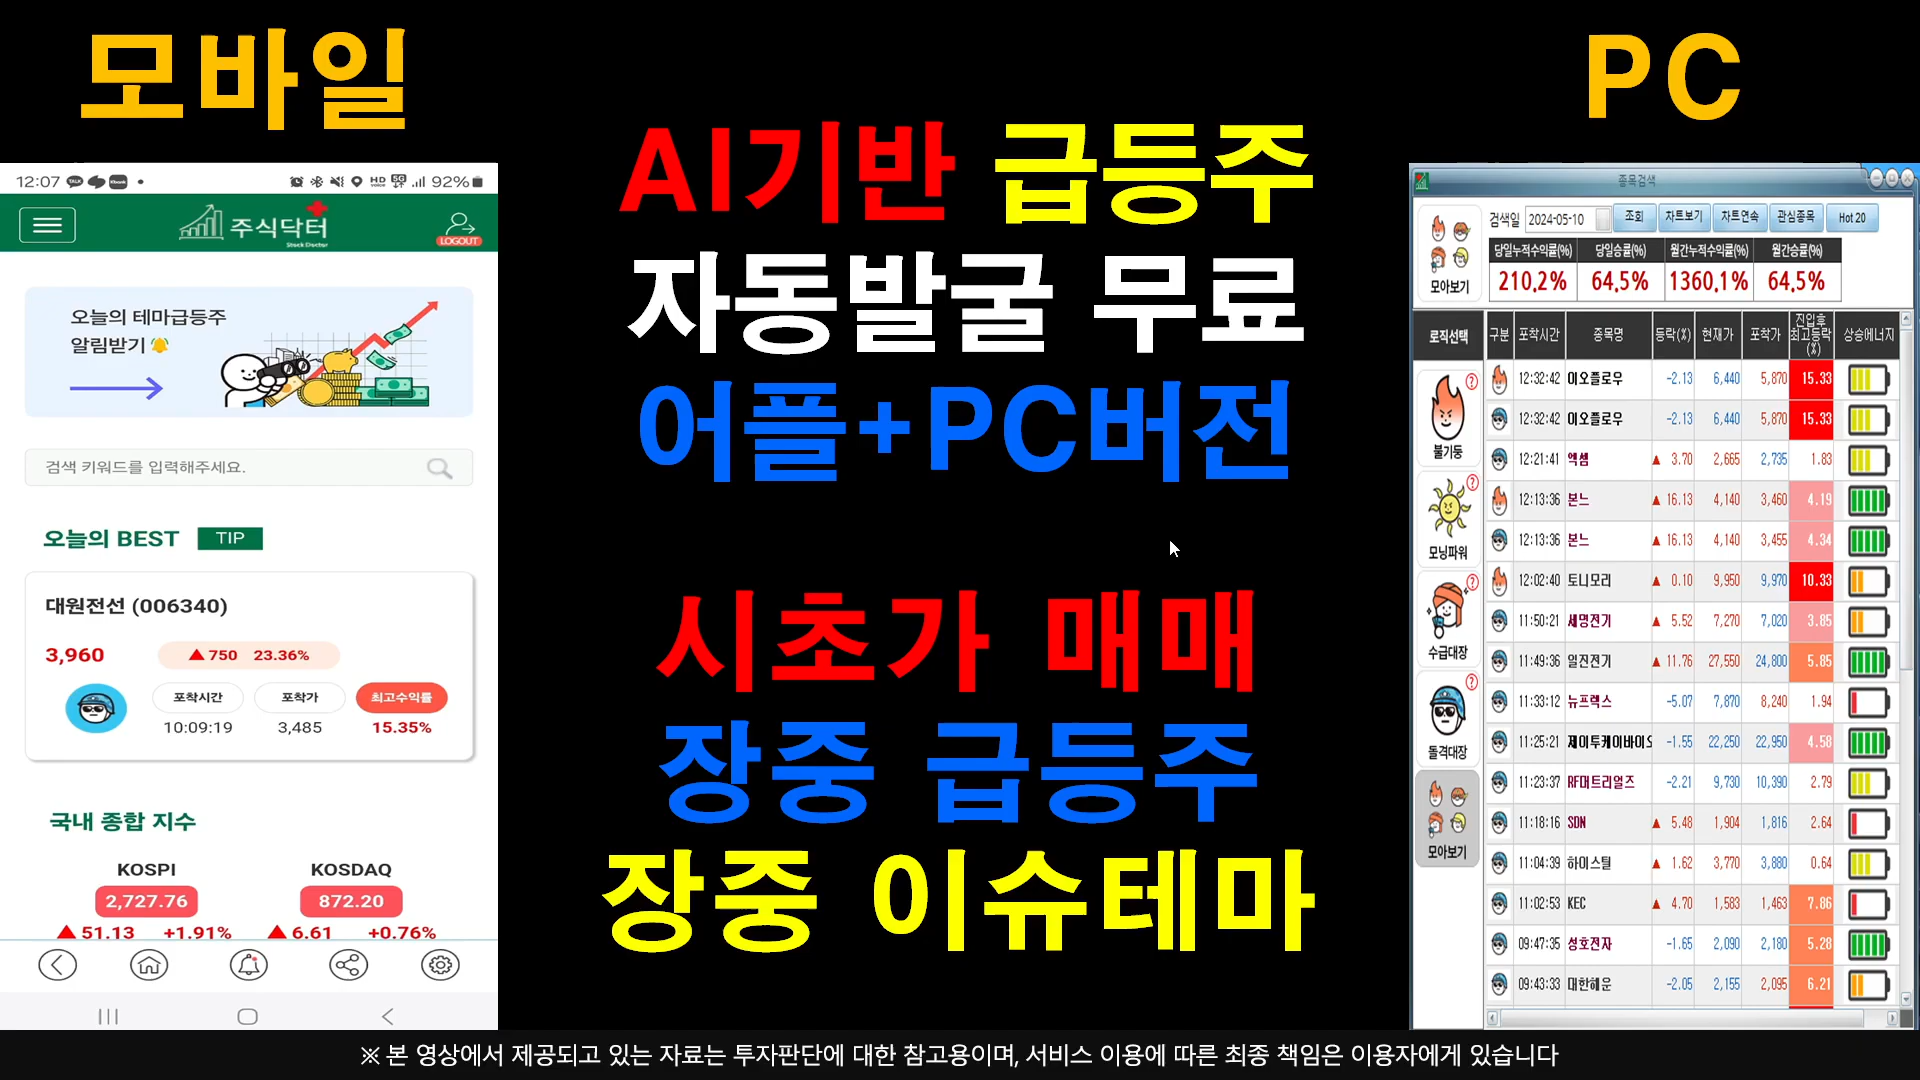 모바일
PC
AI기반 급등주
자동발굴 무료
어플+PC버전
시초가 매매
장중 급등주
장중 이슈테마
12:07
92%
주식닥터
Stock Doctor
LOGOUT
오늘의 테마급등주
알림받기
검색 키워드를 입력해주세요.
오늘의 BEST TIP
대원전선 (006340)
3,960 ▲ 750 23.36%
포착시간 포착가 최고수익률
10:09:19 3,485 15.35%
국내 종합 지수
KOSPI KOSDAQ
2,727.76 872.20
▲ 51.13 +1.91% ▲ 6.61 +0.76%
종목검색
모아보기
검색일 2024-05-10 조회 차트보기 차트연속 관심종목 Hot 20
당일누적수익률(%) 당일승률(%) 월간누적수익률(%) 월간승률(%)
210,2% 64,5% 1360,1% 64,5%
로직선택
불기둥
모닝파워
수급대장
돌격대장
모아보기
구분 포착시간 종목명 등락(%) 현재가 포착가 진입후 최고등락 (%) 상승에너지
12:32:42 이오플로우 -2.13 6,440 5,870 15.33
12:32:42 이오플로우 -2.13 6,440 5,870 15.33
12:21:41 엑셈 ▲ 3.70 2,665 2,735 1.83
12:13:36 본느 ▲ 16.13 4,140 3,460 4.19
12:13:36 본느 ▲ 16.13 4,140 3,455 4.34
12:02:40 토니모리 ▲ 0.10 9,950 9,970 10.33
11:50:21 세명전기 ▲ 5.52 7,270 7,020 3.85
11:49:36 일진전기 ▲ 11.76 27,550 24,800 5.85
11:33:12 뉴프렉스 -5.07 7,870 8,240 1.94
11:25:21 제이투케이바이오 -1.55 22,250 22,950 4.58
11:23:37 RF머트리얼즈 -2.21 9,730 10,390 2.79
11:18:16 SDN ▲ 5.48 1,904 1,816 2.64
11:04:39 하이스틸 ▲ 1.62 3,770 3,880 0.64
11:02:53 KEC ▲ 4.70 1,583 1,463 7.86
09:47:35 성호전자 -1.65 2,090 2,180 5.28
09:43:33 대한해운 -2.05 2,155 2,095 6.21
※ 본 영상에서 제공되고 있는 자료는 투자판단에 대한 참고용이며, 서비스 이용에 따른 최종 책임은 이용자에게 있습니다